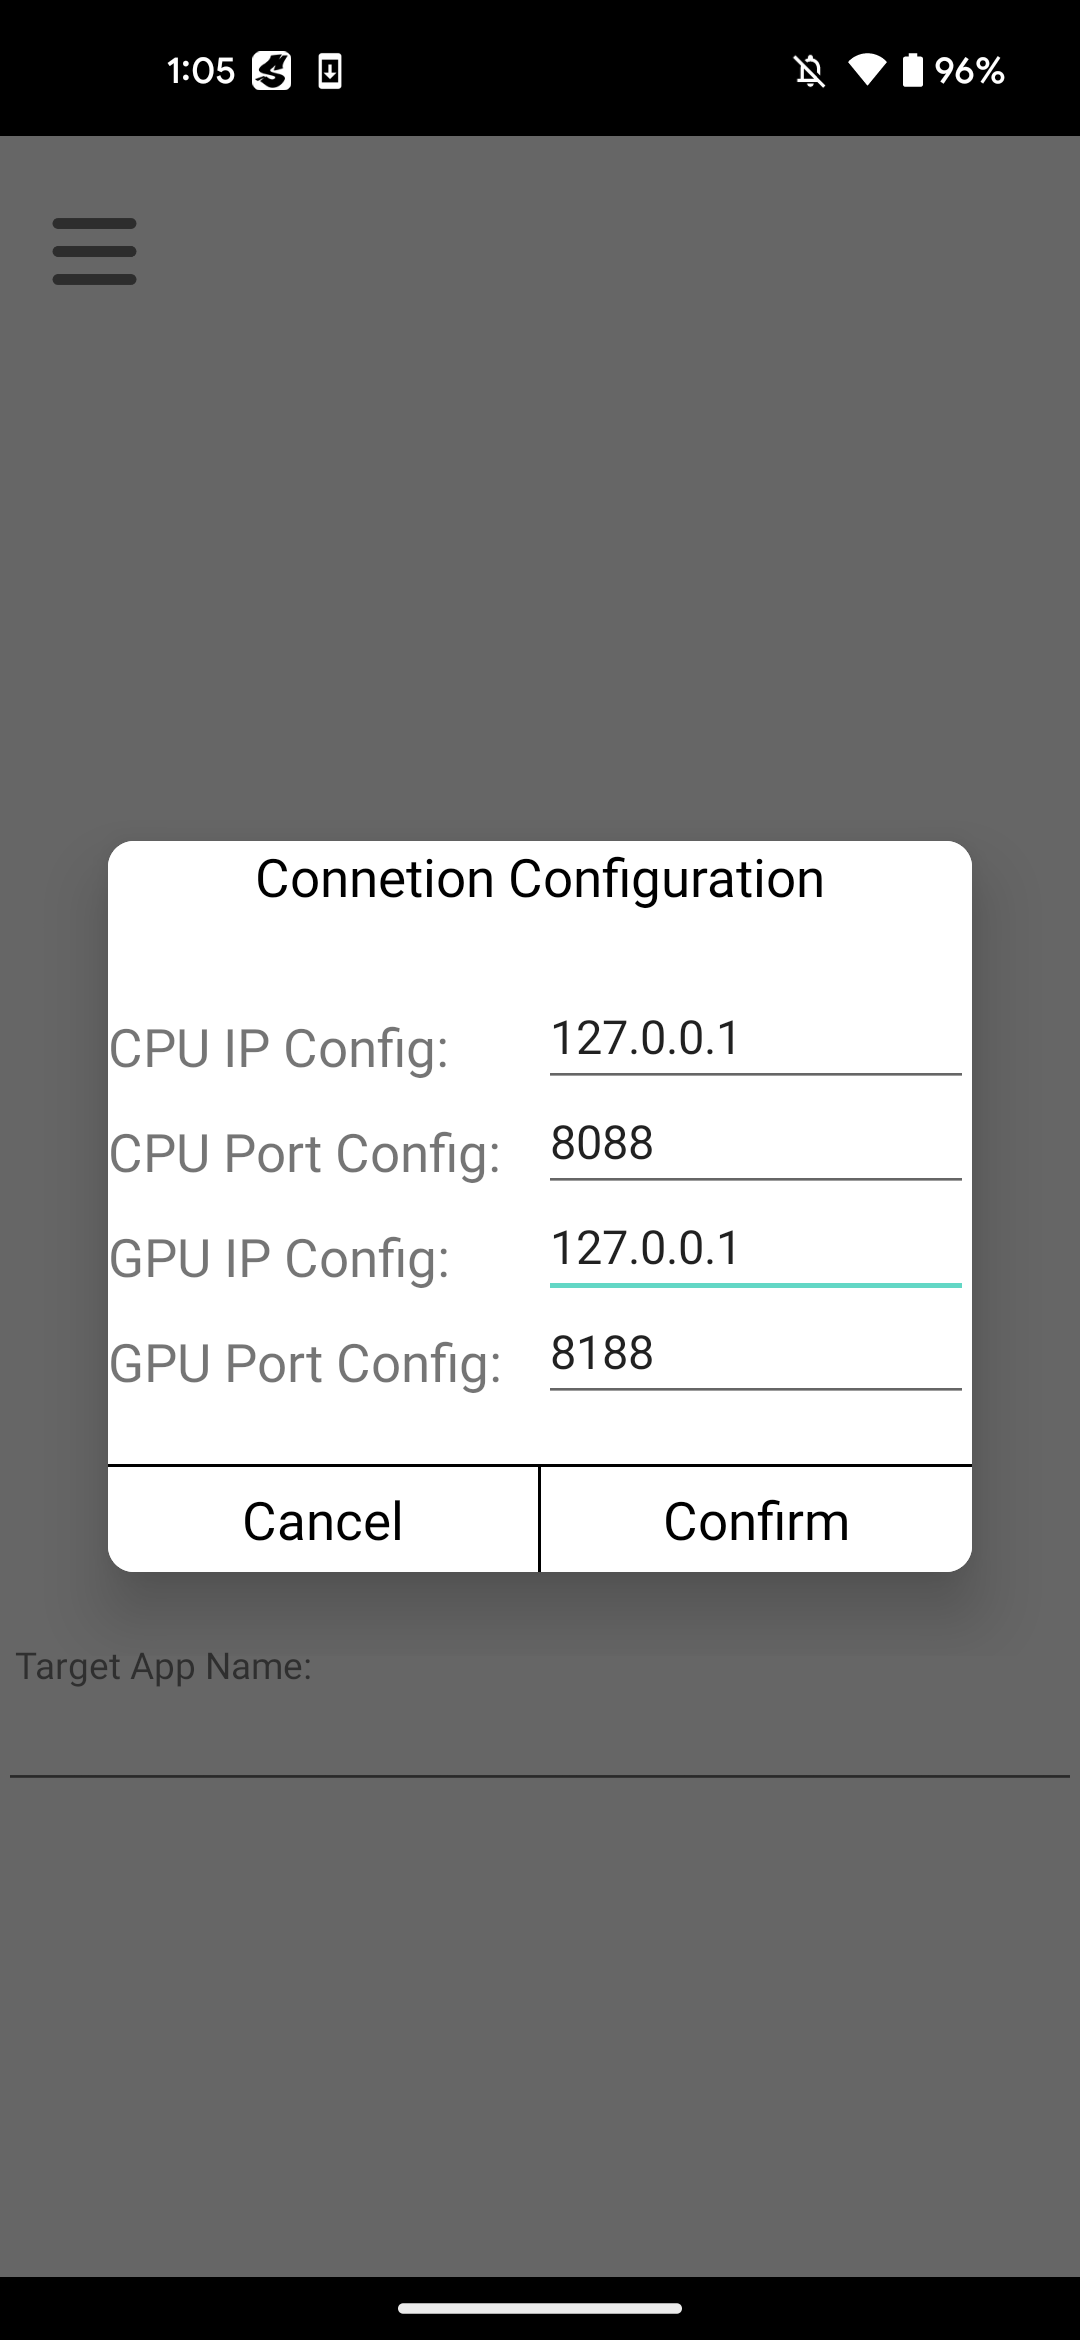 1:05
96%
Connetion Configuration
CPU IP Config: 127.0.0.1
CPU Port Config: 8088
GPU IP Config: 127.0.0.1
GPU Port Config: 8188
Cancel Confirm
Target App Name: